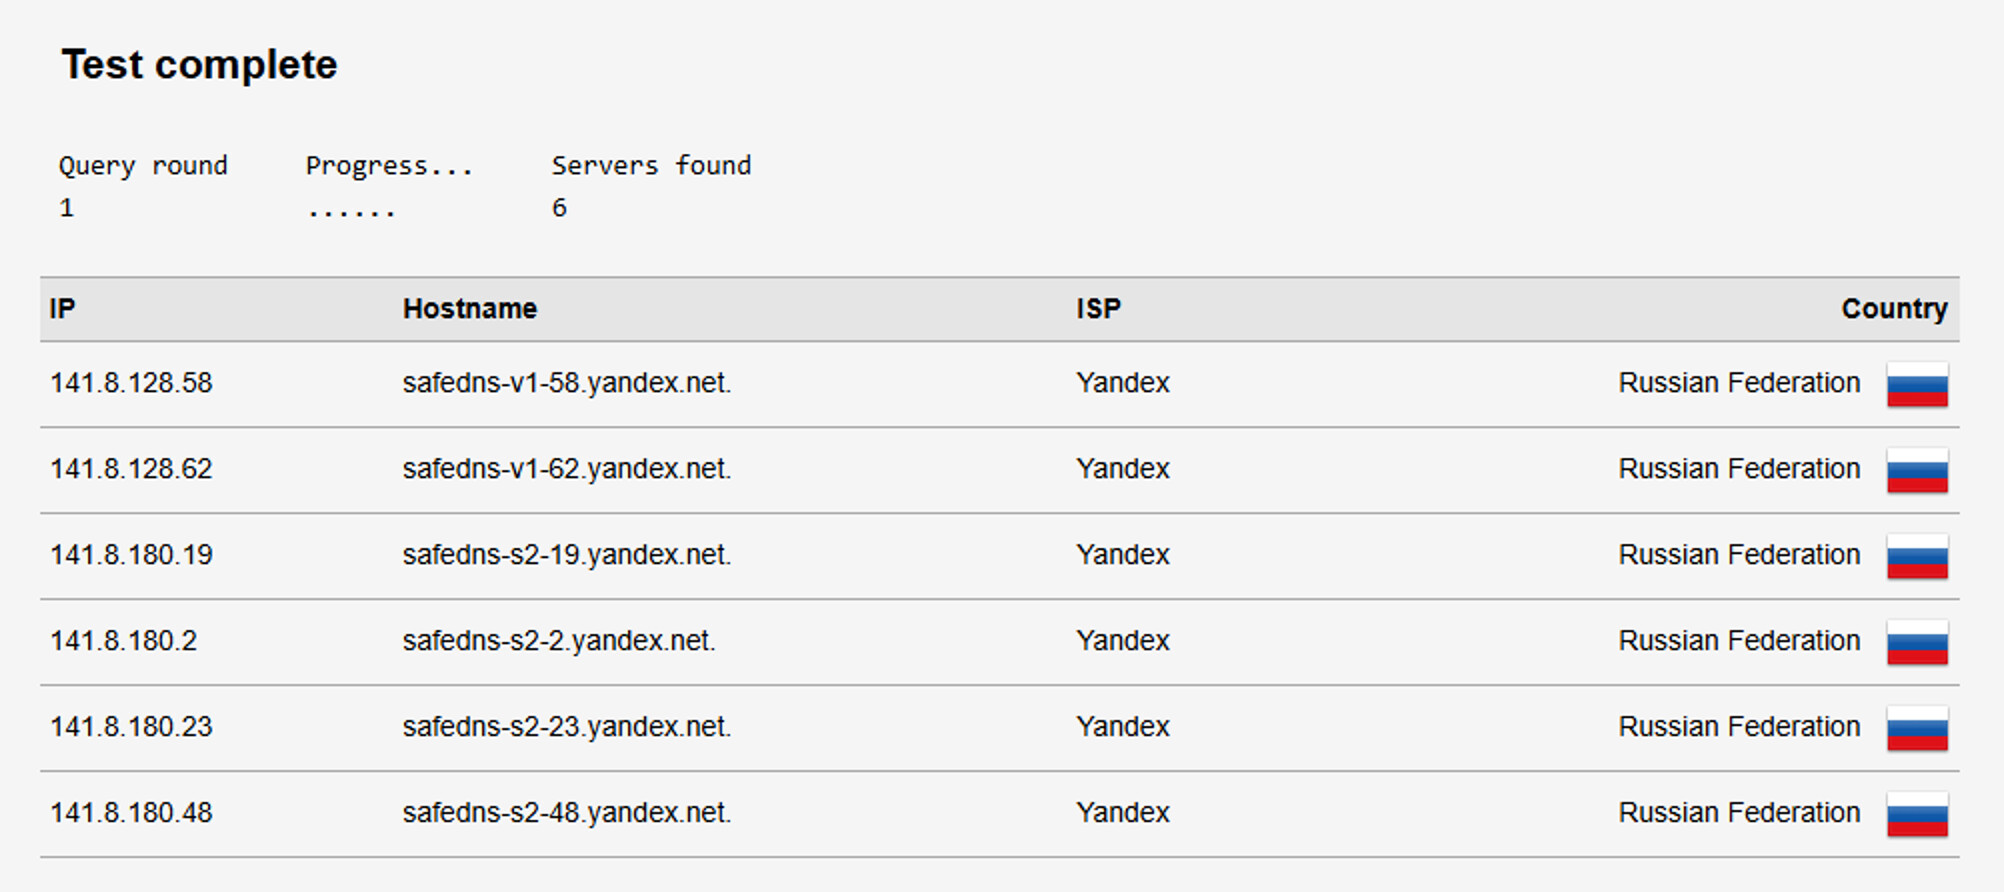 Test complete
Query round Progress... Servers found
1 ...... 6
IP Hostname ISP Country
141.8.128.58 safedns-v1-58.yandex.net. Yandex Russian Federation
141.8.128.62 safedns-v1-62.yandex.net. Yandex Russian Federation
141.8.180.19 safedns-s2-19.yandex.net. Yandex Russian Federation
141.8.180.2 safedns-s2-2.yandex.net. Yandex Russian Federation
141.8.180.23 safedns-s2-23.yandex.net. Yandex Russian Federation
141.8.180.48 safedns-s2-48.yandex.net. Yandex Russian Federation